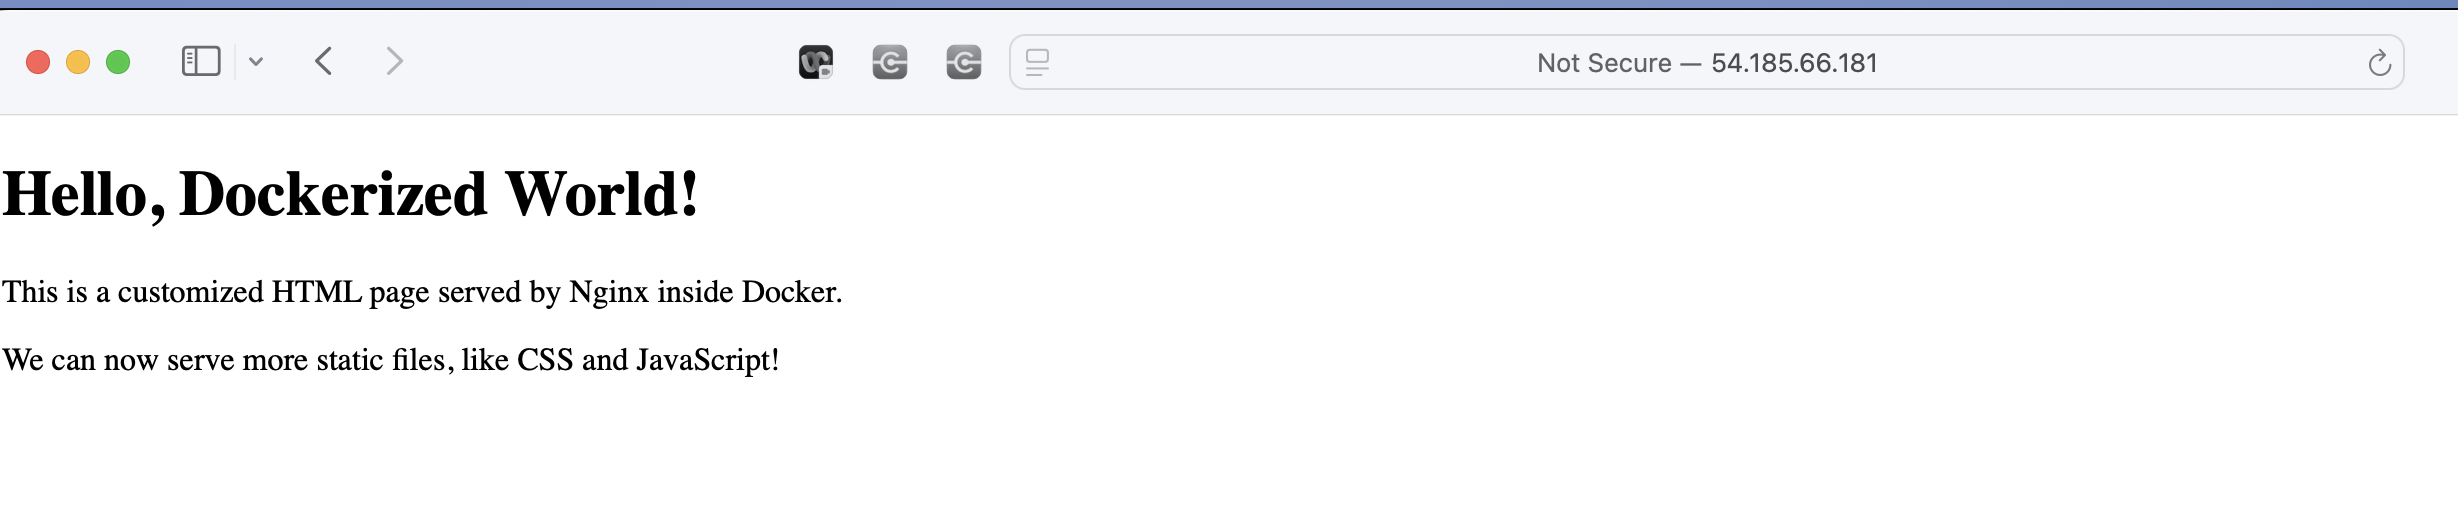 Not Secure — 54.185.66.181
Hello, Dockerized World!
This is a customized HTML page served by Nginx inside Docker.
We can now serve more static files, like CSS and JavaScript!